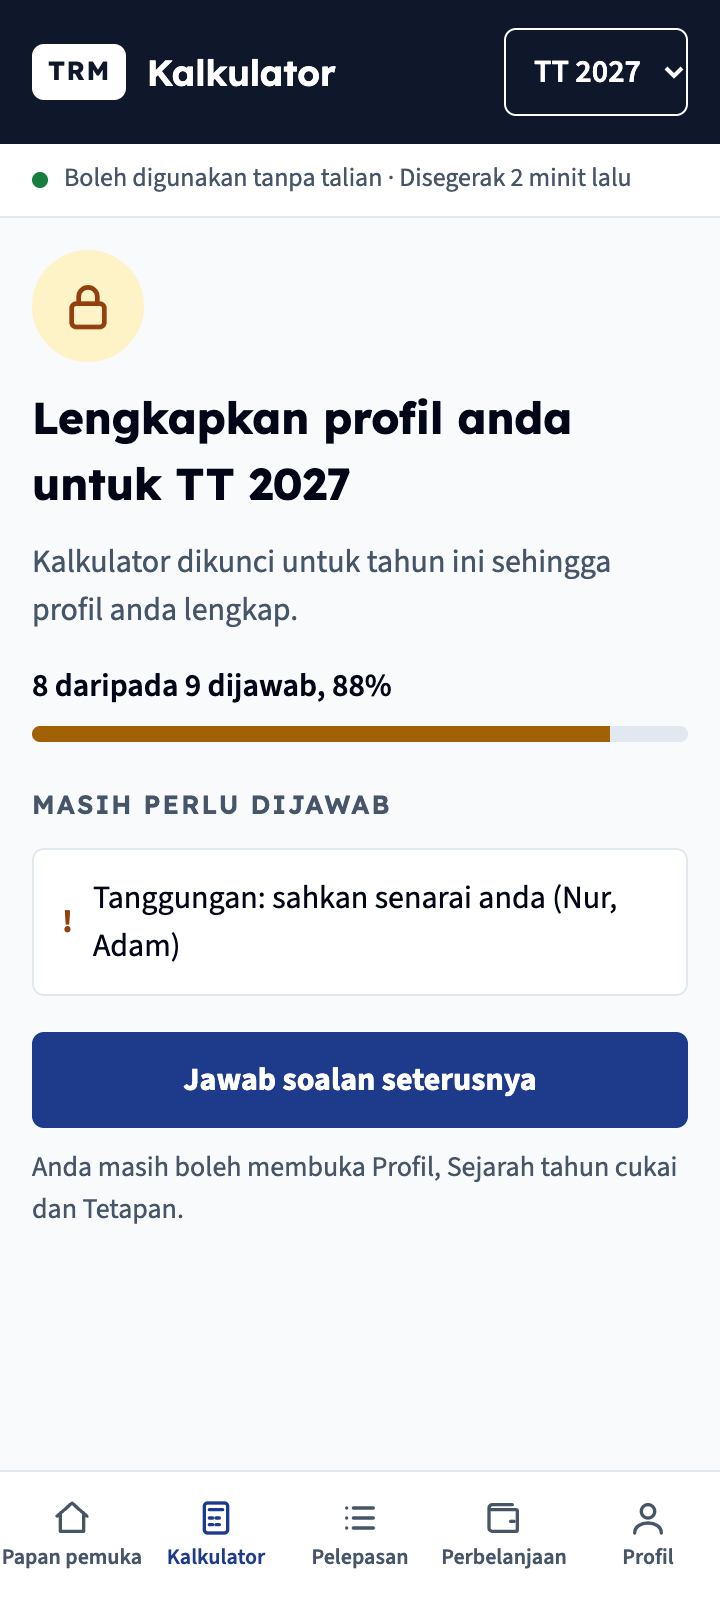 TRM
Kalkulator
TT 2027
Boleh digunakan tanpa talian · Disegerak 2 minit lalu
Lengkapkan profil anda
untuk TT 2027
Kalkulator dikunci untuk tahun ini sehingga
profil anda lengkap.
8 daripada 9 dijawab, 88%
MASIH PERLU DIJAWAB
! Tanggungan: sahkan senarai anda (Nur,
Adam)
Jawab soalan seterusnya
Anda masih boleh membuka Profil, Sejarah tahun cukai
dan Tetapan.
Papan pemuka
Kalkulator
Pelepasan
Perbelanjaan
Profil